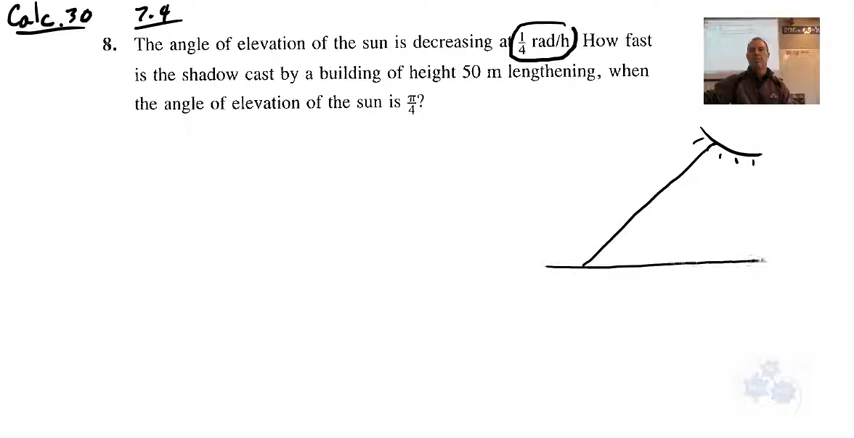 Calc. 30 7.4
8. The angle of elevation of the sun is decreasing at 1/4 rad/h. How fast
is the shadow cast by a building of height 50 m lengthening, when
the angle of elevation of the sun is π/4?